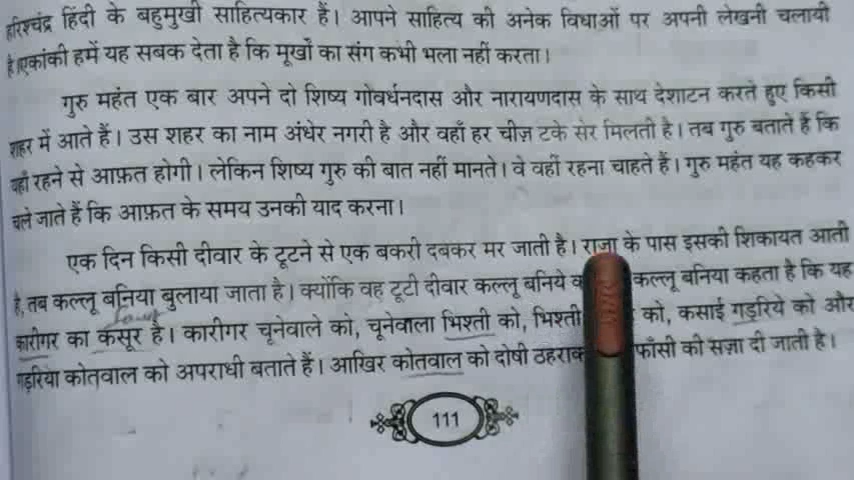 हरिश्चंद्र हिंदी के बहुमुखी साहित्यकार हैं। आपने साहित्य की अनेक विधाओं पर अपनी लेखनी चलायी
है।एकांकी हमें यह सबक देता है कि मूर्खों का संग कभी भला नहीं करता।
गुरु महंत एक बार अपने दो शिष्य गोवर्धनदास और नारायणदास के साथ देशाटन करते हुए किसी
शहर में आते हैं। उस शहर का नाम अंधेर नगरी है और वहाँ हर चीज़ टके सेर मिलती है। तब गुरु बताते हैं कि
वहाँ रहने से आफ़त होगी। लेकिन शिष्य गुरु की बात नहीं मानते। वे वहीं रहना चाहते हैं। गुरु महंत यह कहकर
चले जाते हैं कि आफ़त के समय उनकी याद करना।
एक दिन किसी दीवार के टूटने से एक बकरी दबकर मर जाती है। राजा के पास इसकी शिकायत आती
है, तब कल्लू बनिया बुलाया जाता है। क्योंकि वह टूटी दीवार कल्लू बनिये कल्लू बनिया कहता है कि यह
कारीगर का कसूर है। कारीगर चूनेवाले को, चूनेवाला भिश्ती को, भिश्ती को, कसाई गड़रिये को और
गड़रिया कोतवाल को अपराधी बताते हैं। आखिर कोतवाल को दोषी फाँसी की सज़ा दी जाती है।
111